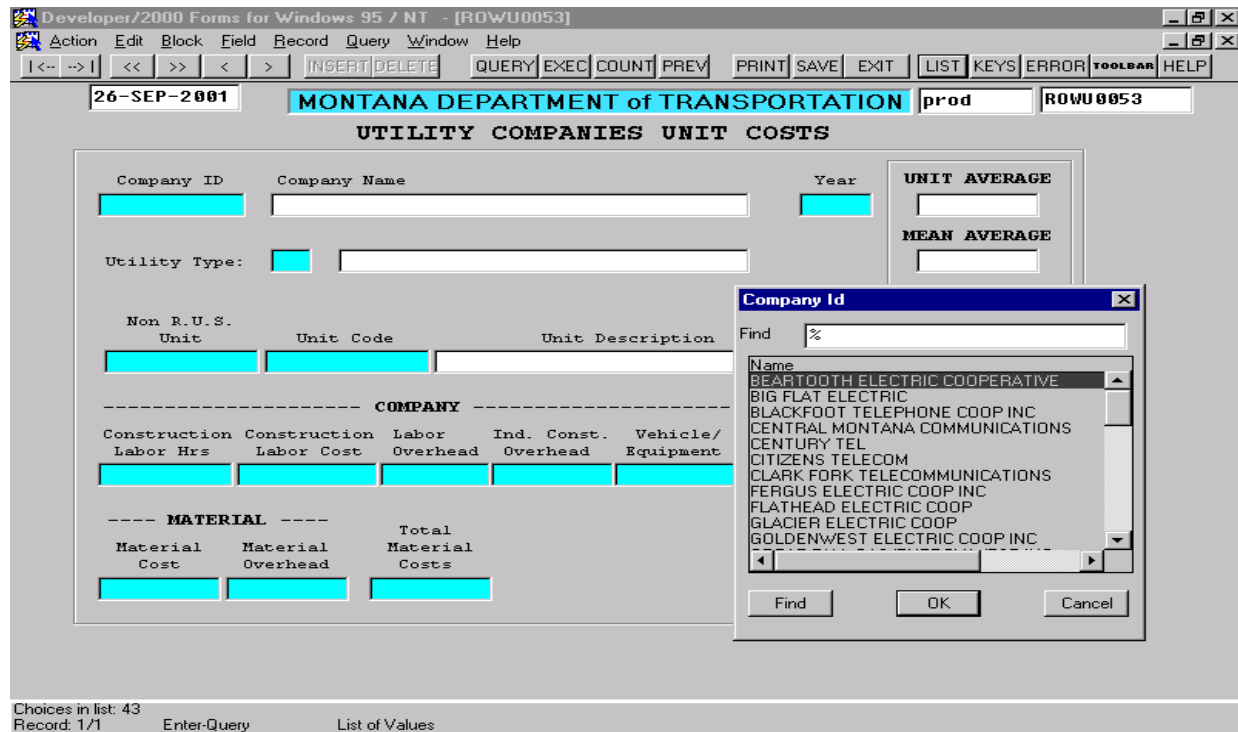 Developer/2000 Forms for Windows 95 / NT - [ROWU0053]
Action Edit Block Field Record Query Window Help
|<-- -->| << >> < > INSERT DELETE QUERY EXEC COUNT PREV PRINT SAVE EXIT LIST KEYS ERROR TOOLBAR HELP
26-SEP-2001 MONTANA DEPARTMENT of TRANSPORTATION prod ROWU0053
UTILITY COMPANIES UNIT COSTS
Company ID Company Name Year UNIT AVERAGE
MEAN AVERAGE
Utility Type:
Non R.U.S.
Unit Unit Code Unit Description
---------------------- COMPANY ----------------------
Construction Construction Labor Ind. Const. Vehicle/
Labor Hrs Labor Cost Overhead Overhead Equipment
---- MATERIAL ----
Total
Material Material Material
Cost Overhead Costs
Company Id
Find %
Name
BEARTOOTH ELECTRIC COOPERATIVE
BIG FLAT ELECTRIC
BLACKFOOT TELEPHONE COOP INC
CENTRAL MONTANA COMMUNICATIONS
CENTURY TEL
CITIZENS TELECOM
CLARK FORK TELECOMMUNICATIONS
FERGUS ELECTRIC COOP INC
FLATHEAD ELECTRIC COOP
GLACIER ELECTRIC COOP
GOLDENWEST ELECTRIC COOP INC
Find OK Cancel
Choices in list: 43
Record: 1/1 Enter-Query List of Values